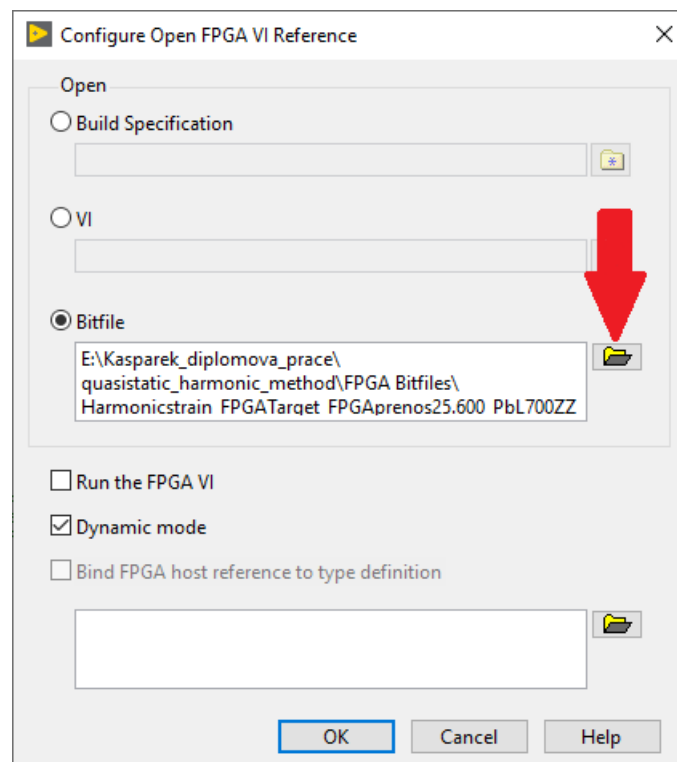 Configure Open FPGA VI Reference
Open
Build Specification
VI
Bitfile
E:\Kasparek_diplomova_prace\
quasistatic_harmonic_method\FPGA Bitfiles\
Harmonicstrain_FPGATarget_FPGAprenos25.600_PbL700ZZ
Run the FPGA VI
Dynamic mode
Bind FPGA host reference to type definition
OK Cancel Help